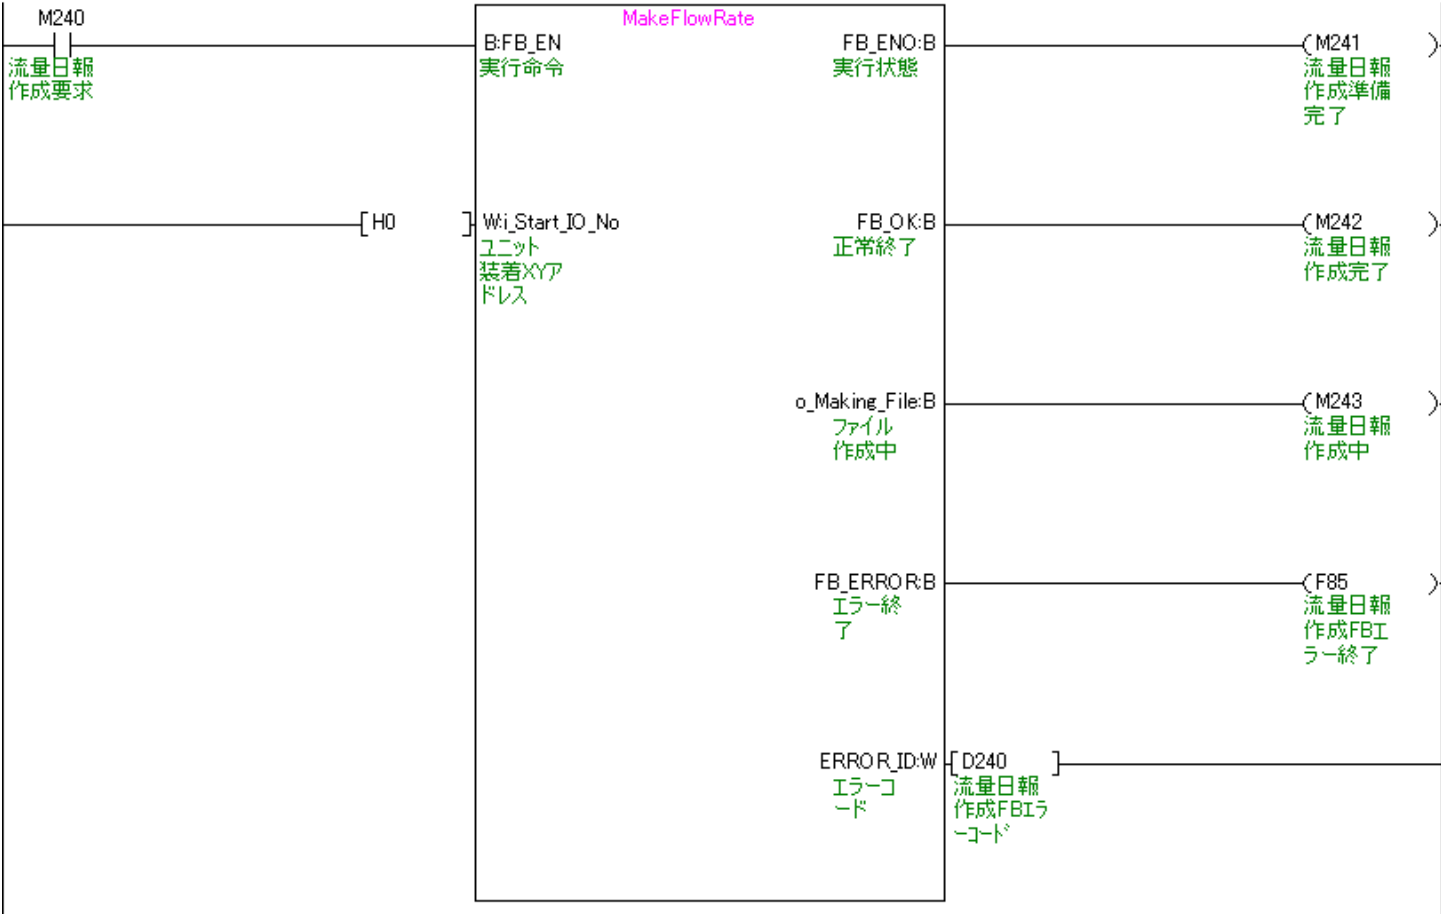 MakeFlowRate
M240
流量日報
作成要求
B:FB_EN
実行命令
FB_ENO:B
実行状態
M241
流量日報
作成準備
完了
H0
W:i_Start_IO_No
ユニット
装着XYア
ドレス
FB_OK:B
正常終了
M242
流量日報
作成完了
o_Making_File:B
ファイル
作成中
M243
流量日報
作成中
FB_ERROR:B
エラー終
了
F85
流量日報
作成FBエ
ラー終了
ERROR_ID:W
エラーコ
ード
D240
流量日報
作成FBエラ
ーコード